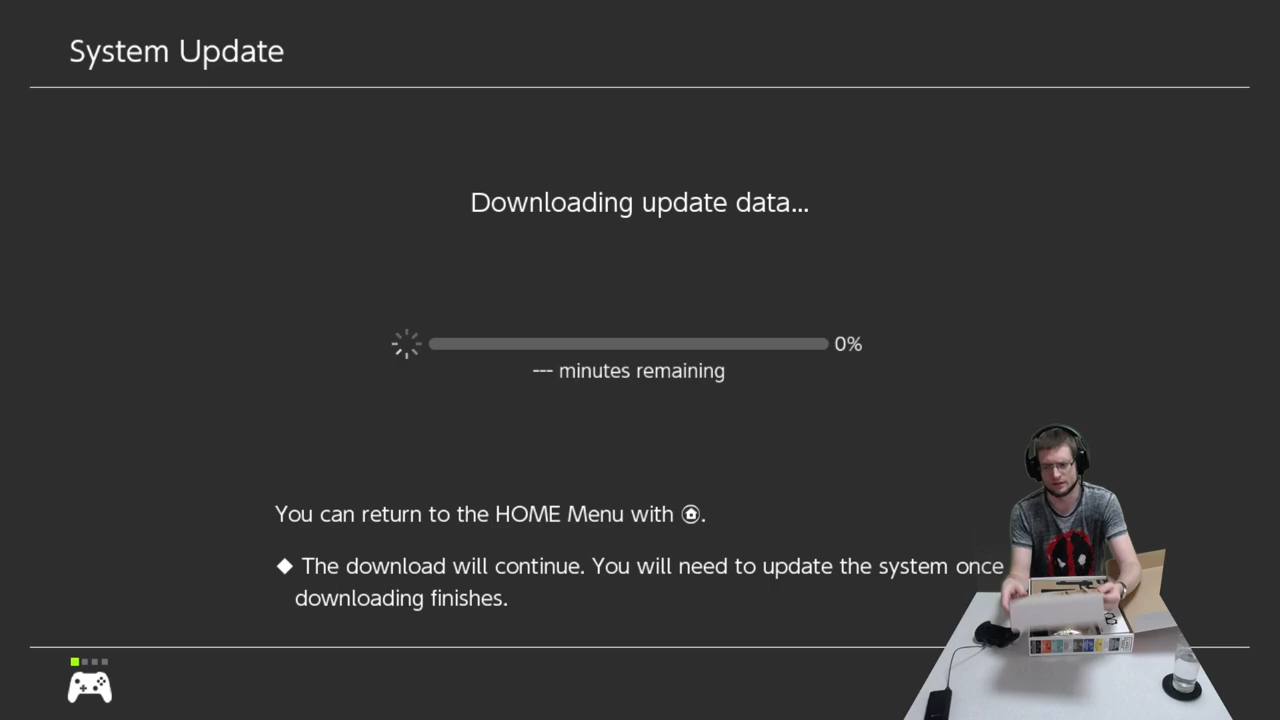 System Update
Downloading update data...
0%
--- minutes remaining
You can return to the HOME Menu with .
◆ The download will continue. You will need to update the system once
downloading finishes.